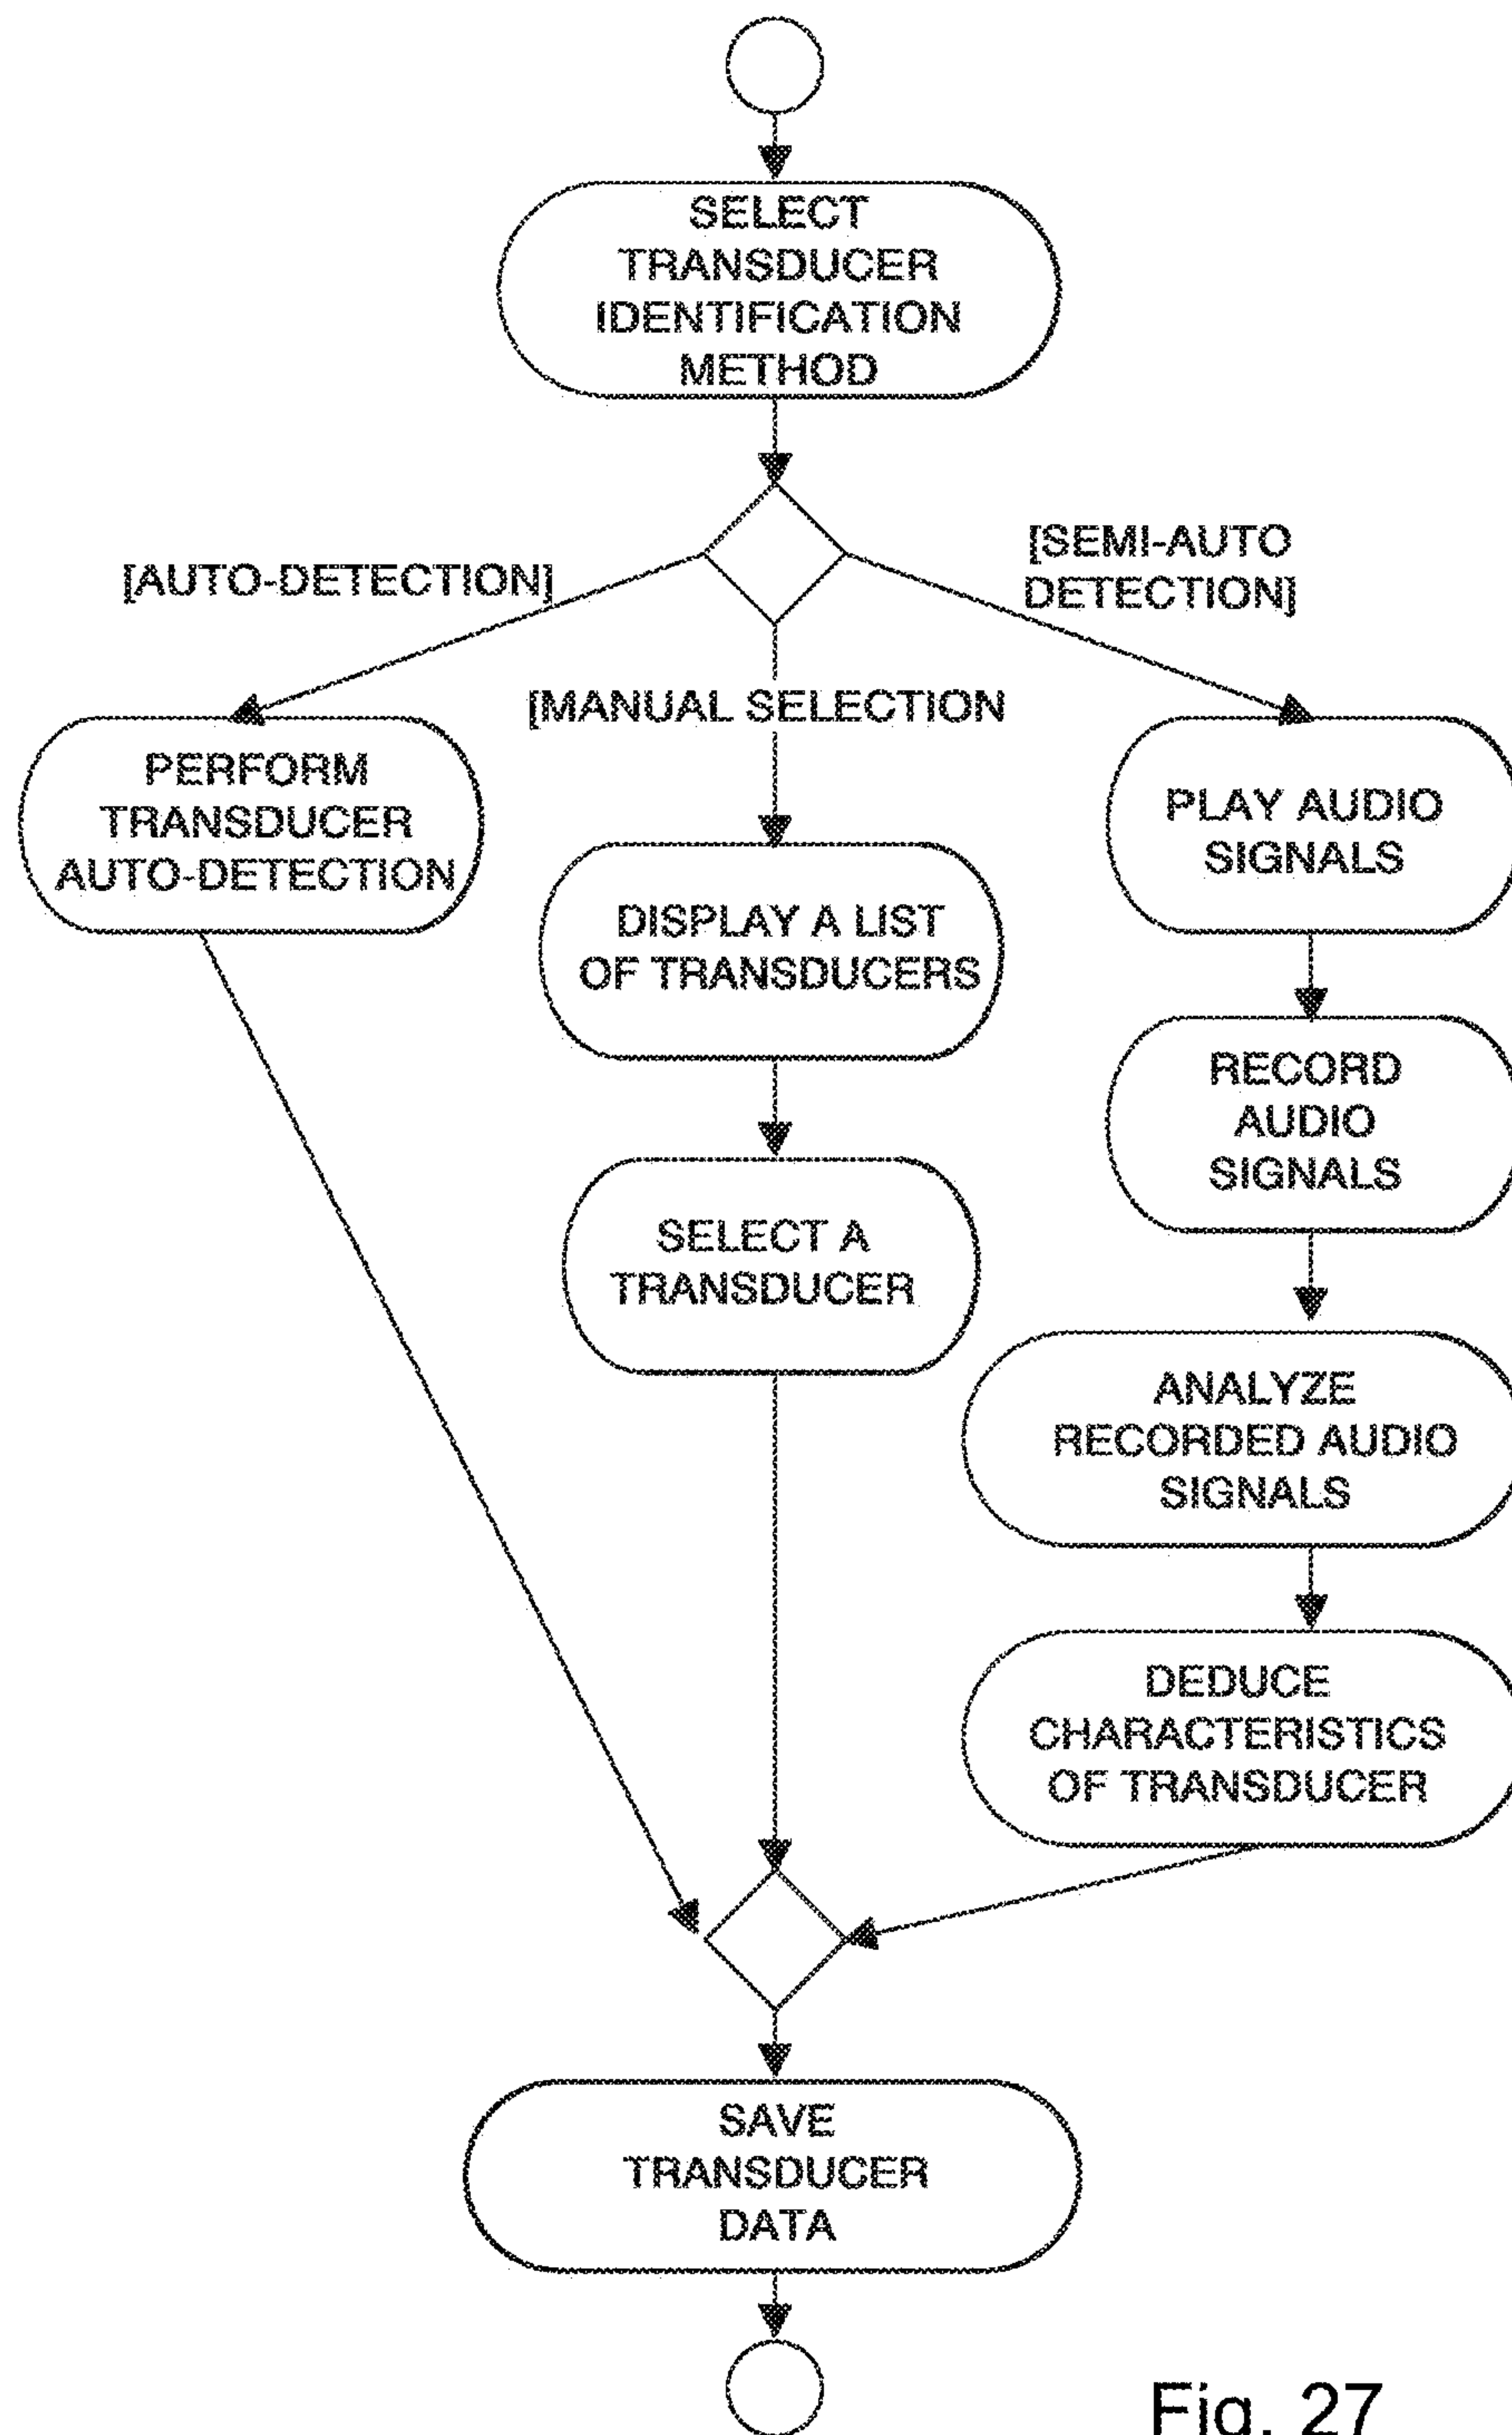 SELECT
TRANSDUCER
IDENTIFICATION
METHOD
[AUTO-DETECTION]
[SEMI-AUTO
DETECTION]
[MANUAL SELECTION
PERFORM
TRANSDUCER
AUTO-DETECTION
DISPLAY A LIST
OF TRANSDUCERS
SELECT A
TRANSDUCER
PLAY AUDIO
SIGNALS
RECORD
AUDIO
SIGNALS
ANALYZE
RECORDED AUDIO
SIGNALS
DEDUCE
CHARACTERISTICS
OF TRANSDUCER
SAVE
TRANSDUCER
DATA
Fig. 27